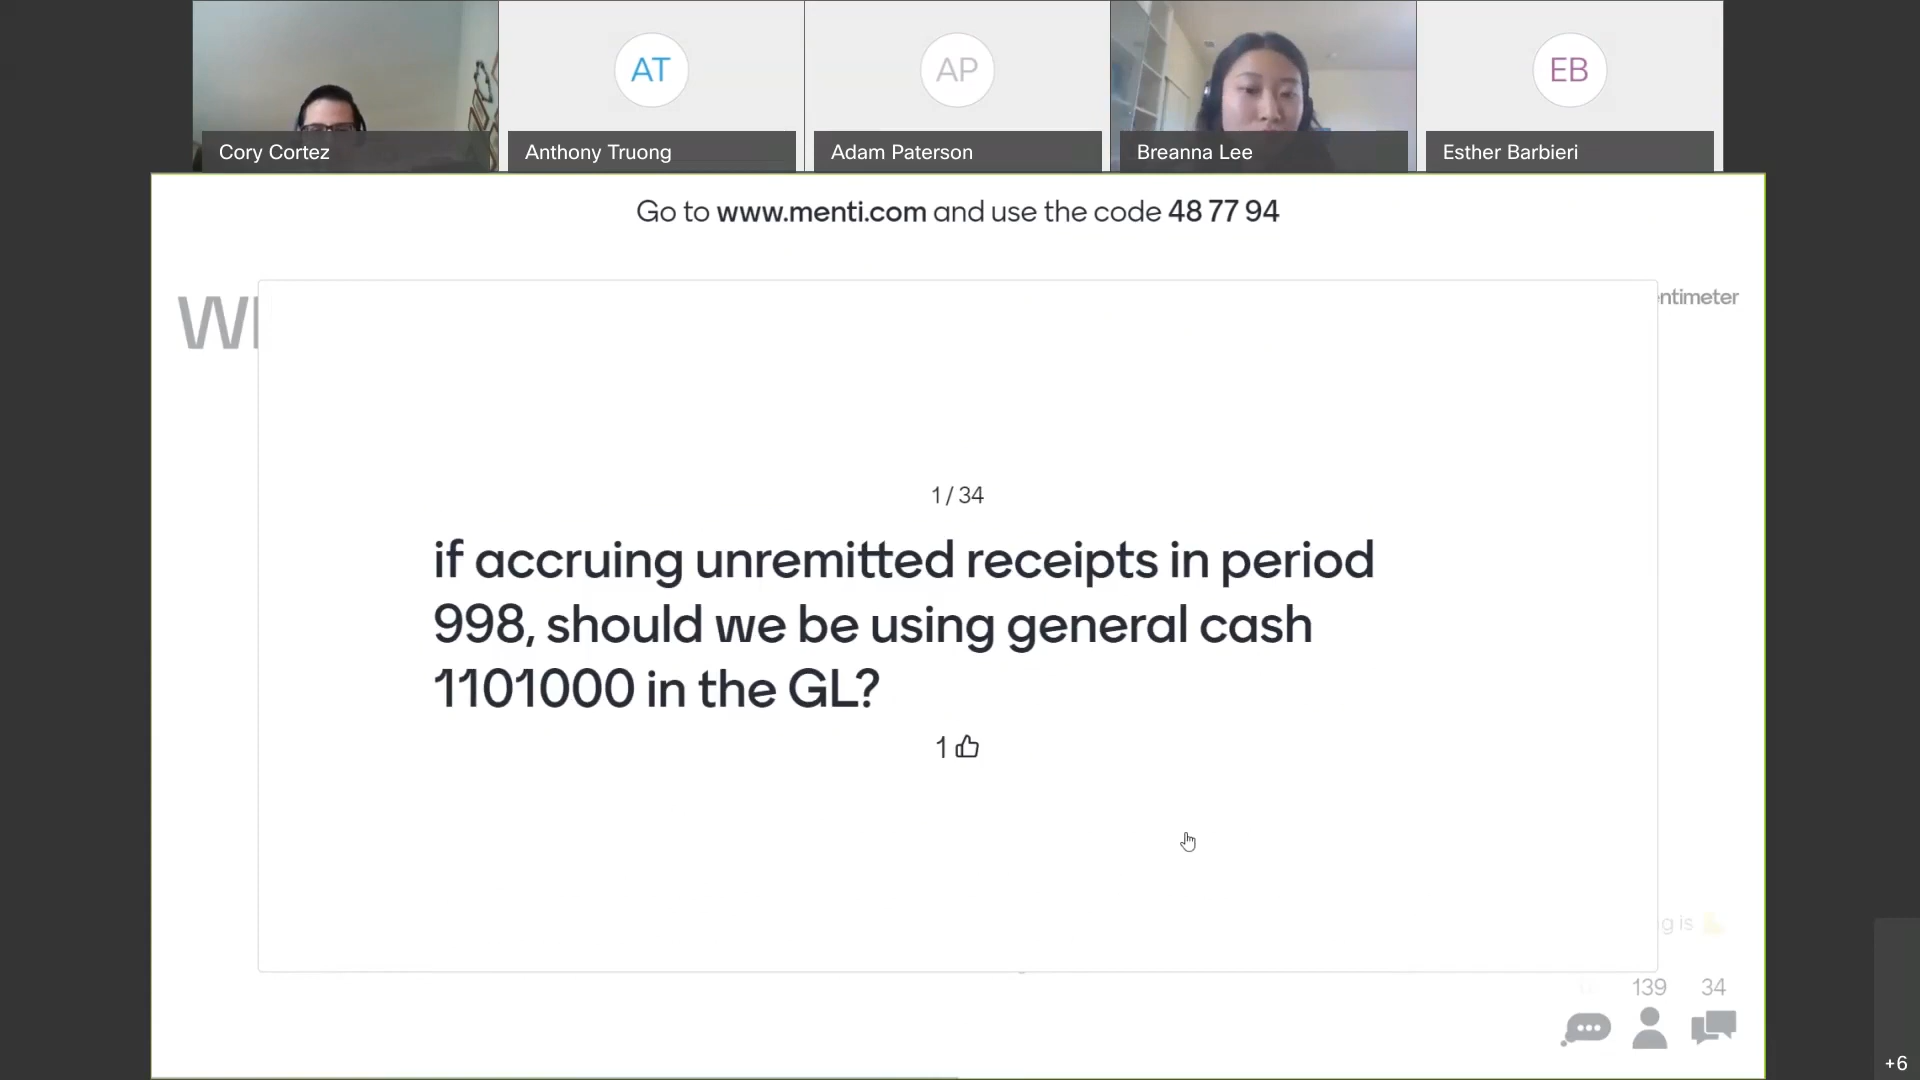 AT
AP
EB
Cory Cortez
Anthony Truong
Adam Paterson
Breanna Lee
Esther Barbieri
Go to www.menti.com and use the code 48 77 94
ntimeter
1 / 34
if accruing unremitted receipts in period
998, should we be using general cash
1101000 in the GL?
1
g is
139 34
+6